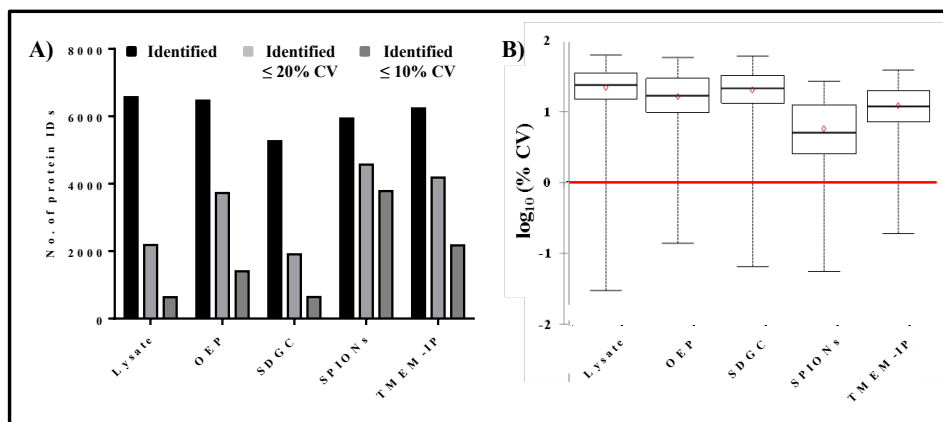 A)
Identified
Identified
≤ 20% CV
Identified
≤ 10% CV
No. of protein IDs
8000
6000
4000
2000
0
Lysate
OEP
SDGC
SPIONs
TMEM-IP
B)
log10 (% CV)
2
1
0
-1
-2
Lysate
OEP
SDGC
SPIONs
TMEM-IP